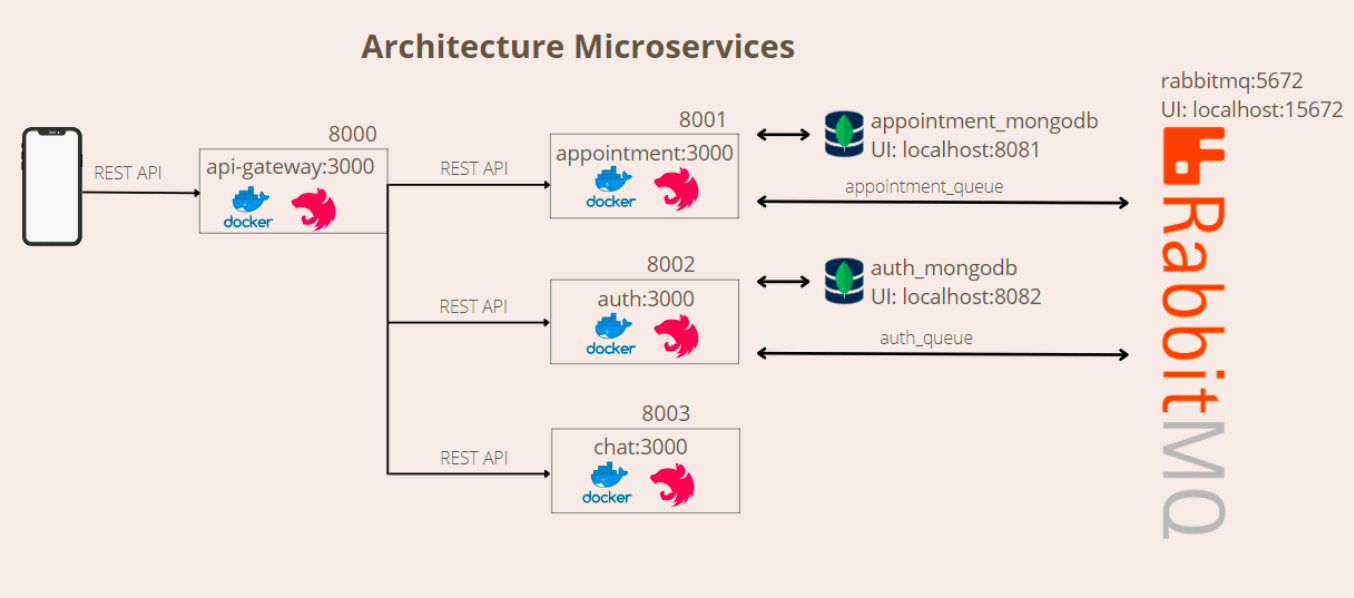 Architecture Microservices
rabbitmq:5672
UI: localhost:15672
8000
api-gateway:3000
docker
REST API
REST API
8001
appointment:3000
docker
appointment_mongodb
UI: localhost:8081
appointment_queue
REST API
8002
auth:3000
docker
auth_mongodb
UI: localhost:8082
auth_queue
REST API
8003
chat:3000
docker
RabbitMQ